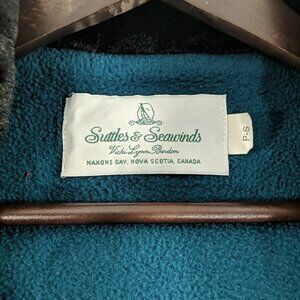 Suttles & Seawinds
Vicki Lynn Bardon
MAHONE BAY, NOVA SCOTIA, CANADA
P.S